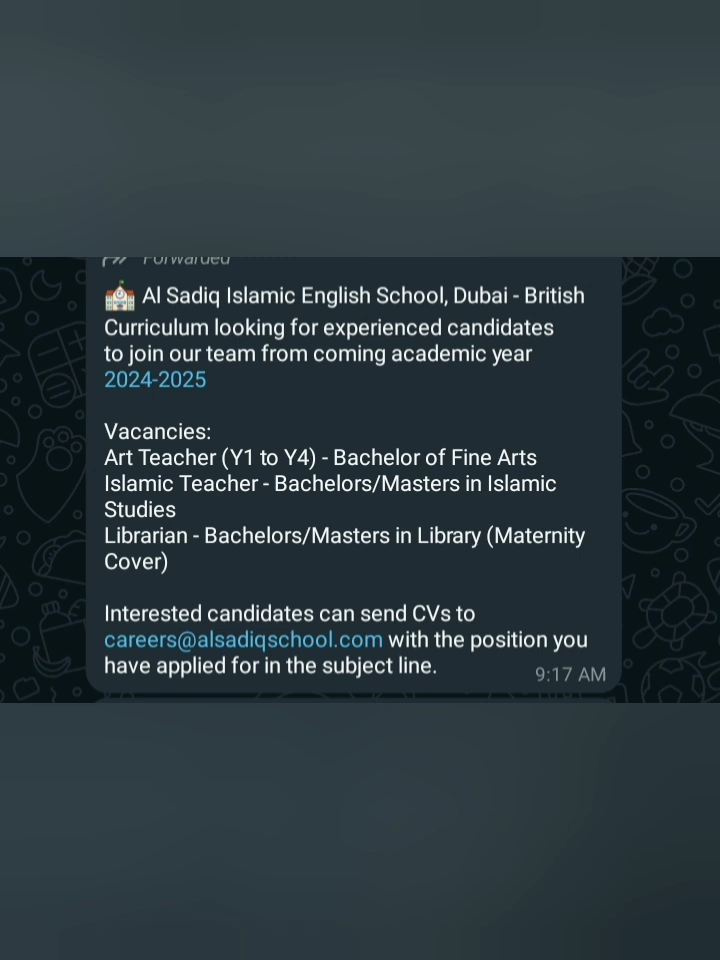 Forwarded
🏫 Al Sadiq Islamic English School, Dubai - British
Curriculum looking for experienced candidates
to join our team from coming academic year
2024-2025
Vacancies:
Art Teacher (Y1 to Y4) - Bachelor of Fine Arts
Islamic Teacher - Bachelors/Masters in Islamic
Studies
Librarian - Bachelors/Masters in Library (Maternity
Cover)
Interested candidates can send CVs to
careers@alsadiqschool.com with the position you
have applied for in the subject line.
9:17 AM